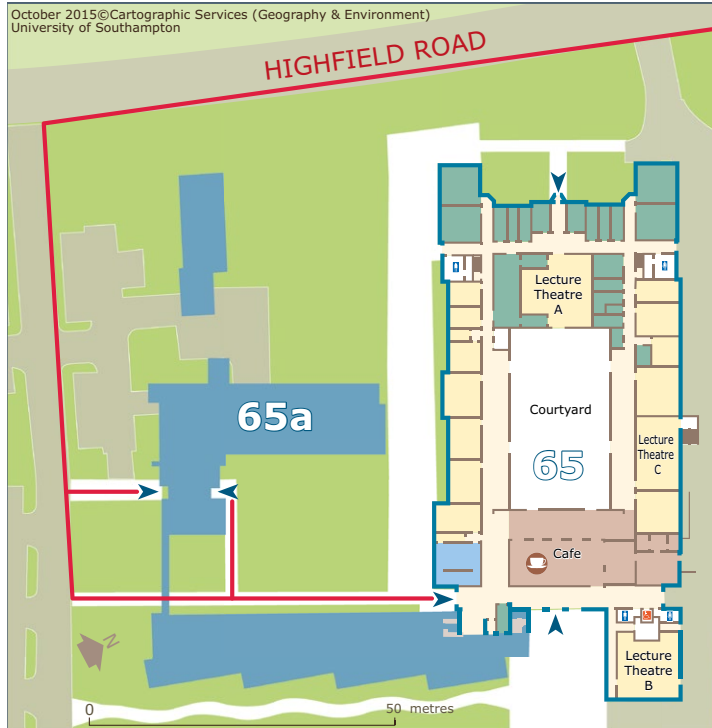 October 2015©Cartographic Services (Geography & Environment)
University of Southampton
HIGHFIELD ROAD
Lecture
Theatre
A
65a
Courtyard
65
Lecture
Theatre
C
Cafe
Lecture
Theatre
B
N
0
50 metres